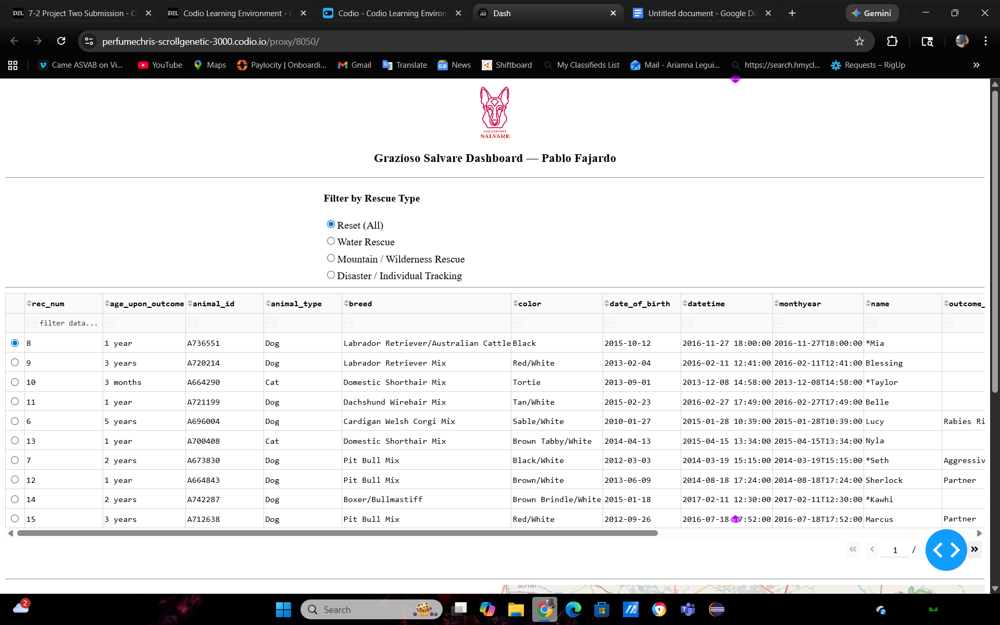 7-2 Project Two Submission - C
Codio Learning Environment - C
Codio - Codio Learning Environ
Dash
Untitled document - Google Do
Gemini
perfumechris-scrollgenetic-3000.codio.io/proxy/8050/
Came ASVAB on Vi...
YouTube
Maps
Paylocity | Onboardi...
Gmail
Translate
News
Shiftboard
My Classifieds List
Mail - Arianna Legui...
https://search.hmycl...
Requests – RigUp
GRAZIOSO
SALVARE
Grazioso Salvare Dashboard — Pablo Fajardo
Filter by Rescue Type
Reset (All)
Water Rescue
Mountain / Wilderness Rescue
Disaster / Individual Tracking
rec_num age_upon_outcome animal_id animal_type breed color date_of_birth datetime monthyear name outcome_
filter data...
8 1 year A736551 Dog Labrador Retriever/Australian Cattle Black 2015-10-12 2016-11-27 18:00:00 2016-11-27T18:00:00 *Mia
9 3 years A720214 Dog Labrador Retriever Mix Red/White 2013-02-04 2016-02-11 12:41:00 2016-02-11T12:41:00 Blessing
10 3 months A664290 Cat Domestic Shorthair Mix Tortie 2013-09-01 2013-12-08 14:58:00 2013-12-08T14:58:00 *Taylor
11 1 year A721199 Dog Dachshund Wirehair Mix Tan/White 2015-02-23 2016-02-27 17:49:00 2016-02-27T17:49:00 Belle
6 5 years A696004 Dog Cardigan Welsh Corgi Mix Sable/White 2010-01-27 2015-01-28 10:39:00 2015-01-28T10:39:00 Lucy Rabies Ri
13 1 year A700408 Cat Domestic Shorthair Mix Brown Tabby/White 2014-04-13 2015-04-15 13:34:00 2015-04-15T13:34:00 Nyla
7 2 years A673830 Dog Pit Bull Mix Black/White 2012-03-03 2014-03-19 15:15:00 2014-03-19T15:15:00 *Seth Aggressiv
12 1 year A664843 Dog Pit Bull Mix Brown/White 2013-06-09 2014-08-18 17:24:00 2014-08-18T17:24:00 Sherlock Partner
14 2 years A742287 Dog Boxer/Bullmastiff Brown Brindle/White 2015-01-18 2017-02-11 12:30:00 2017-02-11T12:30:00 *Kawhi
15 3 years A712638 Dog Pit Bull Mix Red/White 2012-09-26 2016-07-18 17:52:00 2016-07-18T17:52:00 Marcus Partner
1 /
Burnet
2
Search